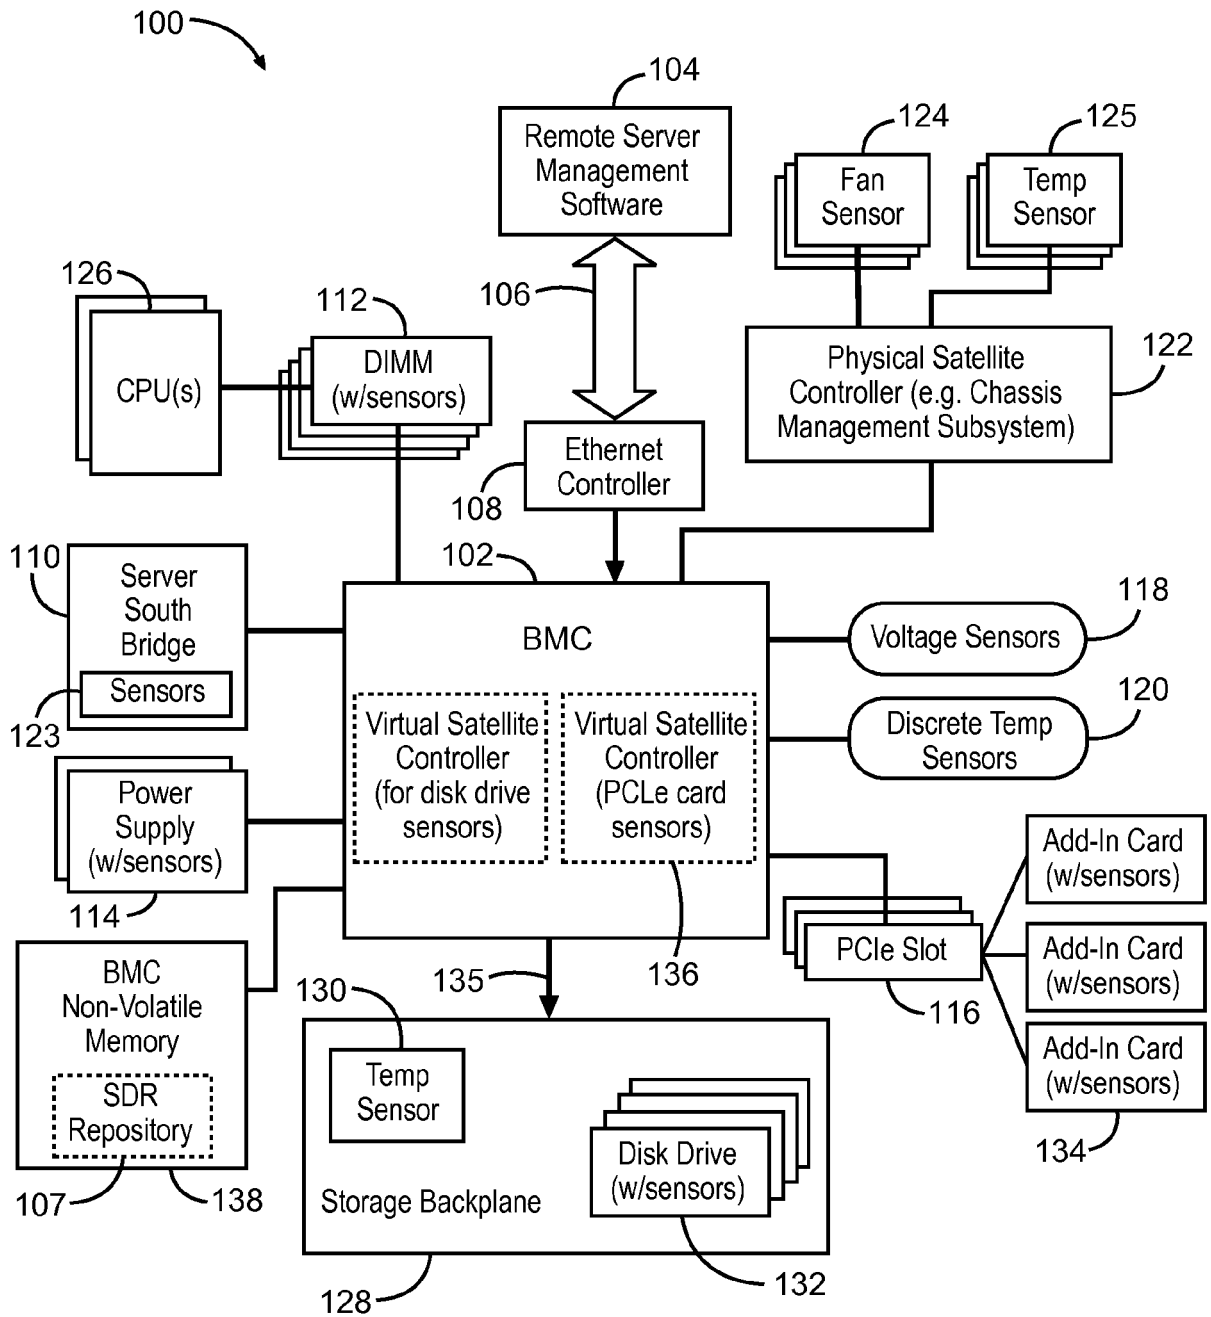 100
104
Remote Server
Management
Software
124
Fan
Sensor
125
Temp
Sensor
126
CPU(s)
112
DIMM
(w/sensors)
106
Physical Satellite
Controller (e.g. Chassis
Management Subsystem)
122
Ethernet
Controller
108
110
Server
South
Bridge
Sensors
123
102
BMC
Virtual Satellite
Controller
(for disk drive
sensors)
Virtual Satellite
Controller
(PCLe card
sensors)
118
Voltage Sensors
120
Discrete Temp
Sensors
Power
Supply
(w/sensors)
114
BMC
Non-Volatile
Memory
SDR
Repository
107
138
135
136
PCIe Slot
116
Add-In Card
(w/sensors)
Add-In Card
(w/sensors)
Add-In Card
(w/sensors)
134
130
Temp
Sensor
Disk Drive
(w/sensors)
Storage Backplane
128
132